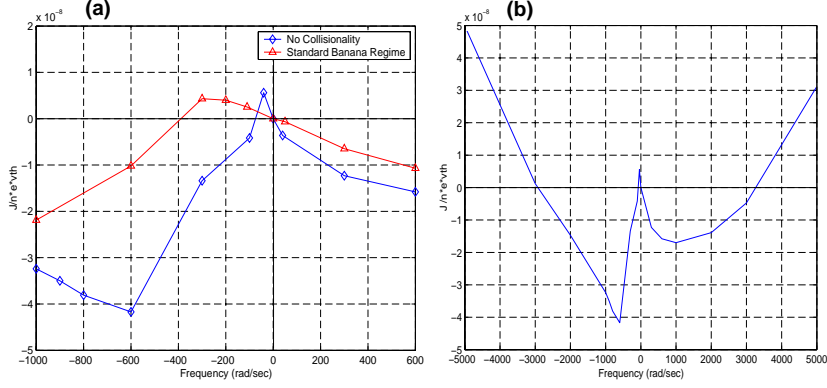 (a)
x 10⁻⁸
2
1
0
−1
−2
−3
−4
−5
J/n*e*vth
−1000 −800 −600 −400 −200 0 200 400 600
Frequency (rad/sec)
No Collisionality
Standard Banana Regime
(b)
x 10⁻⁸
5
4
3
2
1
0
−1
−2
−3
−4
−5
J /n*e*vth
−5000 −4000 −3000 −2000 −1000 0 1000 2000 3000 4000 5000
Frequency (rad/sec)